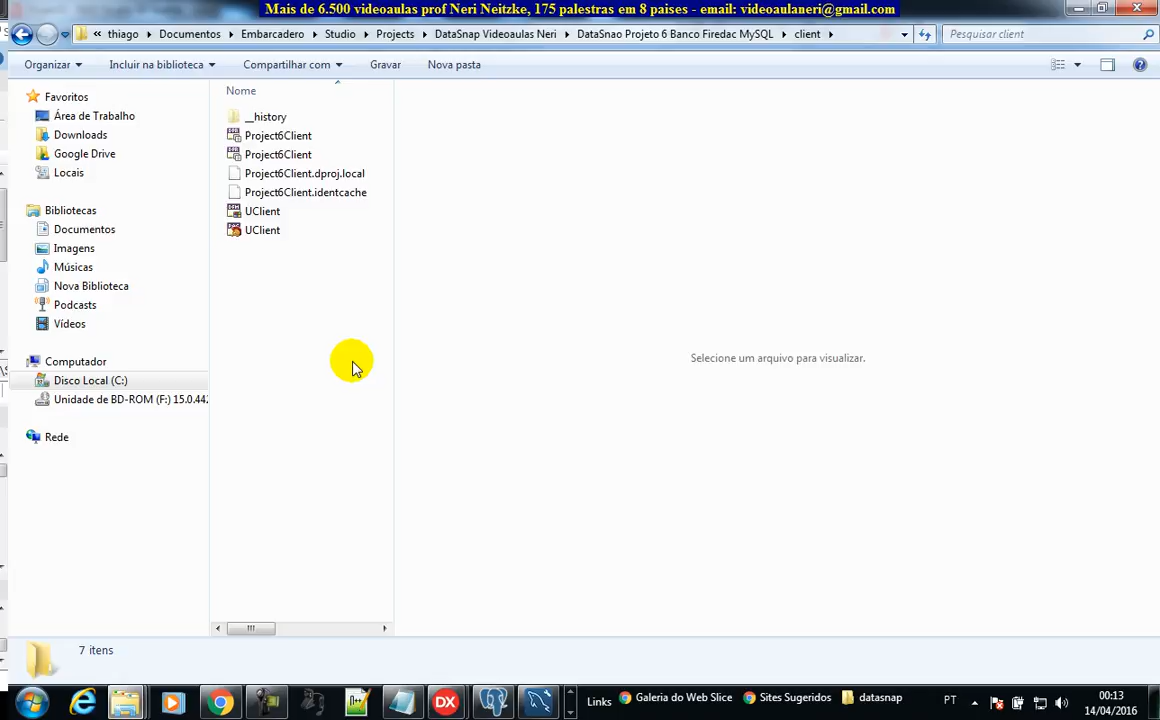 Mais de 6.500 videoaulas prof Neri Neitzke, 175 palestras em 8 paises - email: videoaulaneri@gmail.com
« thiago Documentos Embarcadero Studio Projects DataSnap Videoaulas Neri DataSnao Projeto 6 Banco Firedac MySQL client
Pesquisar client
Organizar Incluir na biblioteca Compartilhar com Gravar Nova pasta
Nome
Favoritos
Área de Trabalho
Downloads
Google Drive
Locais
Bibliotecas
Documentos
Imagens
Músicas
Nova Biblioteca
Podcasts
Vídeos
Computador
Disco Local (C:)
Unidade de BD-ROM (F:) 15.0.442
Rede
__history
Project6Client
Project6Client
Project6Client.dproj.local
Project6Client.identcache
UClient
UClient
Selecione um arquivo para visualizar.
7 itens
DX
Links Galeria do Web Slice Sites Sugeridos datasnap
PT
00:13
14/04/2016